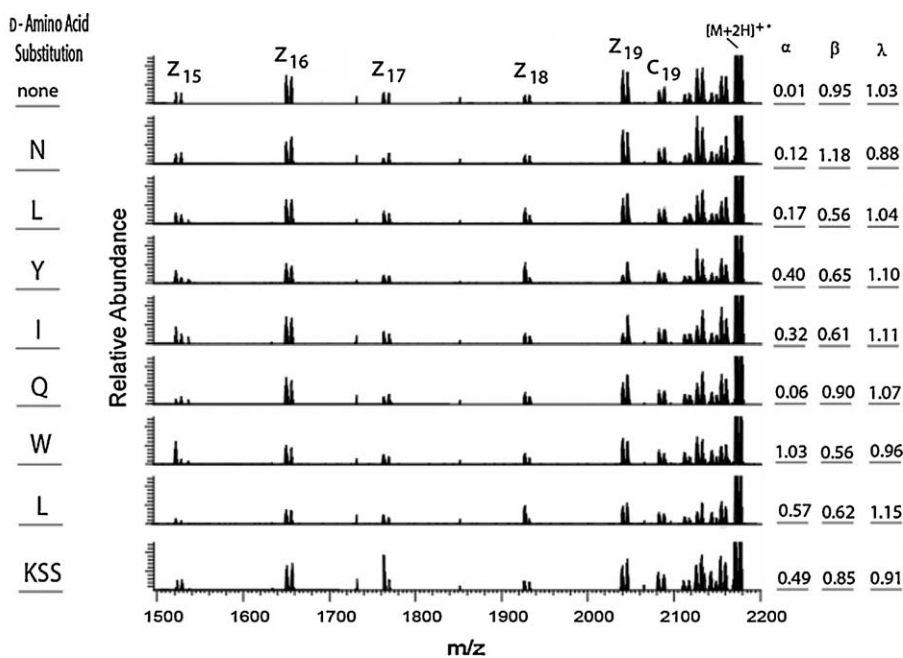 D-Amino Acid
Substitution
Z15 Z16 Z17 Z18 Z19 C19 [M+2H]+• α β λ
none 0.01 0.95 1.03
N 0.12 1.18 0.88
L 0.17 0.56 1.04
Y 0.40 0.65 1.10
I 0.32 0.61 1.11
Q 0.06 0.90 1.07
W 1.03 0.56 0.96
L 0.57 0.62 1.15
KSS 0.49 0.85 0.91
Relative Abundance
1500 1600 1700 1800 1900 2000 2100 2200
m/z